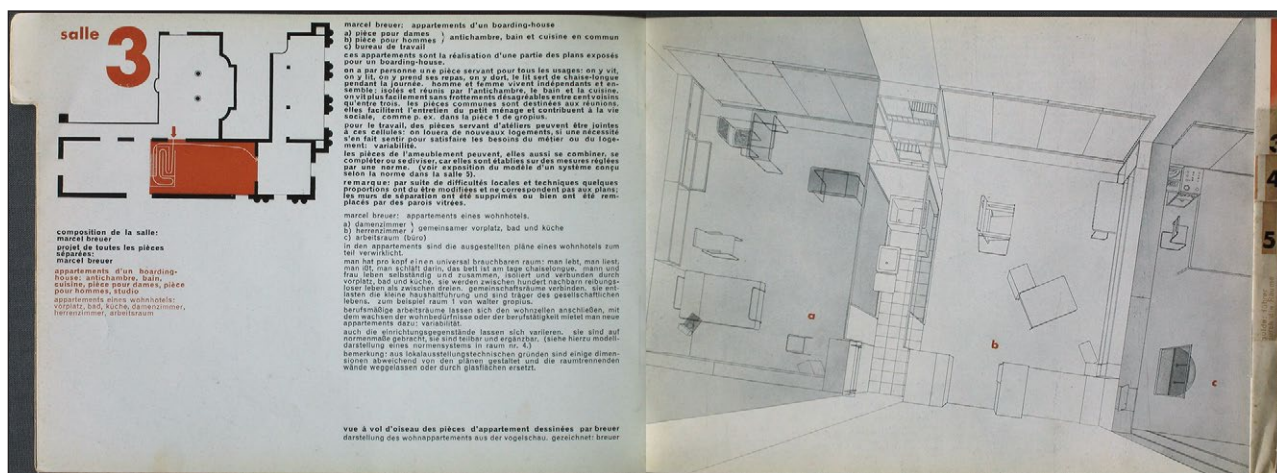 salle 3
composition de la salle:
marcel breuer
projet de toutes les pièces
séparées:
marcel breuer
appartements d'un boarding-
house: antichambre, bain,
cuisine, pièce pour dames, pièce
pour hommes, studio
appartements eines wohnhotels:
vorplatz, bad, küche, damenzimmer,
herrenzimmer, arbeitsraum
marcel breuer: appartements d'un boarding-house
a) pièce pour dames
b) pièce pour hommes
antichambre, bain et cuisine en commun
c) bureau de travail
ces appartements sont la réalisation d'une partie des plans exposés
pour un boarding-house.
on a par personne une pièce servant pour tous les usages: on y vit,
on y lit, on y prend ses repas, on y dort, le lit sert de chaise-longue
pendant la journée. homme et femme vivent indépendants et en-
semble; isolés et réunis par l'antichambre, le bain et la cuisine,
on vit plus facilement sans frottements désagréables entre cent voisins
qu'entre trois. les pièces communes sont destinées aux réunions,
elles facilitent l'entretien du petit ménage et contribuent à la vie
sociale, comme p. ex. dans la pièce 1 de gropius.
pour le travail, des pièces servant d'atéliers peuvent être jointes
à ces cellules: on louera de nouveaux logements, si une nécessité
s'en fait sentir pour satisfaire les besoins du métier ou du loge-
ment: variabilité.
les pièces de l'ameublement peuvent, elles aussi se combiner, se
compléter ou se diviser, car elles sont établies sur des mesures réglées
par une norme. (voir exposition du modèle d'un système conçu
selon la norme dans la salle 5).
remarque: par suite de difficultés locales et techniques quelques
proportions ont du être modifiées et ne correspondent pas aux plans;
les murs de séparation ont été supprimés ou bien ont été rem-
placés par des parois vitrées.
marcel breuer: appartements eines wohnhotels.
a) damenzimmer
b) herrenzimmer
gemeinsamer vorplatz, bad und küche
c) arbeitsraum (büro)
in den appartements sind die ausgestellten pläne eines wohnhotels zum
teil verwirklicht.
man hat pro kopf einen universal brauchbaren raum: man lebt, man liest,
man ißt, man schläft darin, das bett ist am tage chaiselongue. mann und
frau leben selbständig und zusammen, isoliert und verbunden durch
vorplatz, bad und küche. sie werden zwischen hundert nachbarn reibungs-
loser leben als zwischen dreien. gemeinschaftsräume verbinden, sie ent-
lasten die kleine haushaltführung und sind träger des gesellschaftlichen
lebens. zum beispiel raum 1 von walter gropius.
berufsmäßige arbeitsräume lassen sich den wohnzellen anschließen, mit
dem wachsen der wohnbedürfnisse oder der berufstätigkeit mietet man neue
appartements dazu: variabilität.
auch die einrichtungsgegenstände lassen sich variieren. sie sind auf
normenmaße gebracht, sie sind teilbar und ergänzbar. (siehe hierzu modell-
darstellung eines normensystems in raum nr. 4.)
bemerkung: aus lokalausstellungstechnischen gründen sind einige dimen-
sionen abweichend von den plänen gestaltet und die raumtrennenden
wände weggelassen oder durch glasflächen ersetzt.
vue à vol d'oiseau des pièces d'appartement dessinées par breuer
darstellung des wohnappartements aus der vogelschau. gezeichnet: breuer
a
b
c
3
4
5